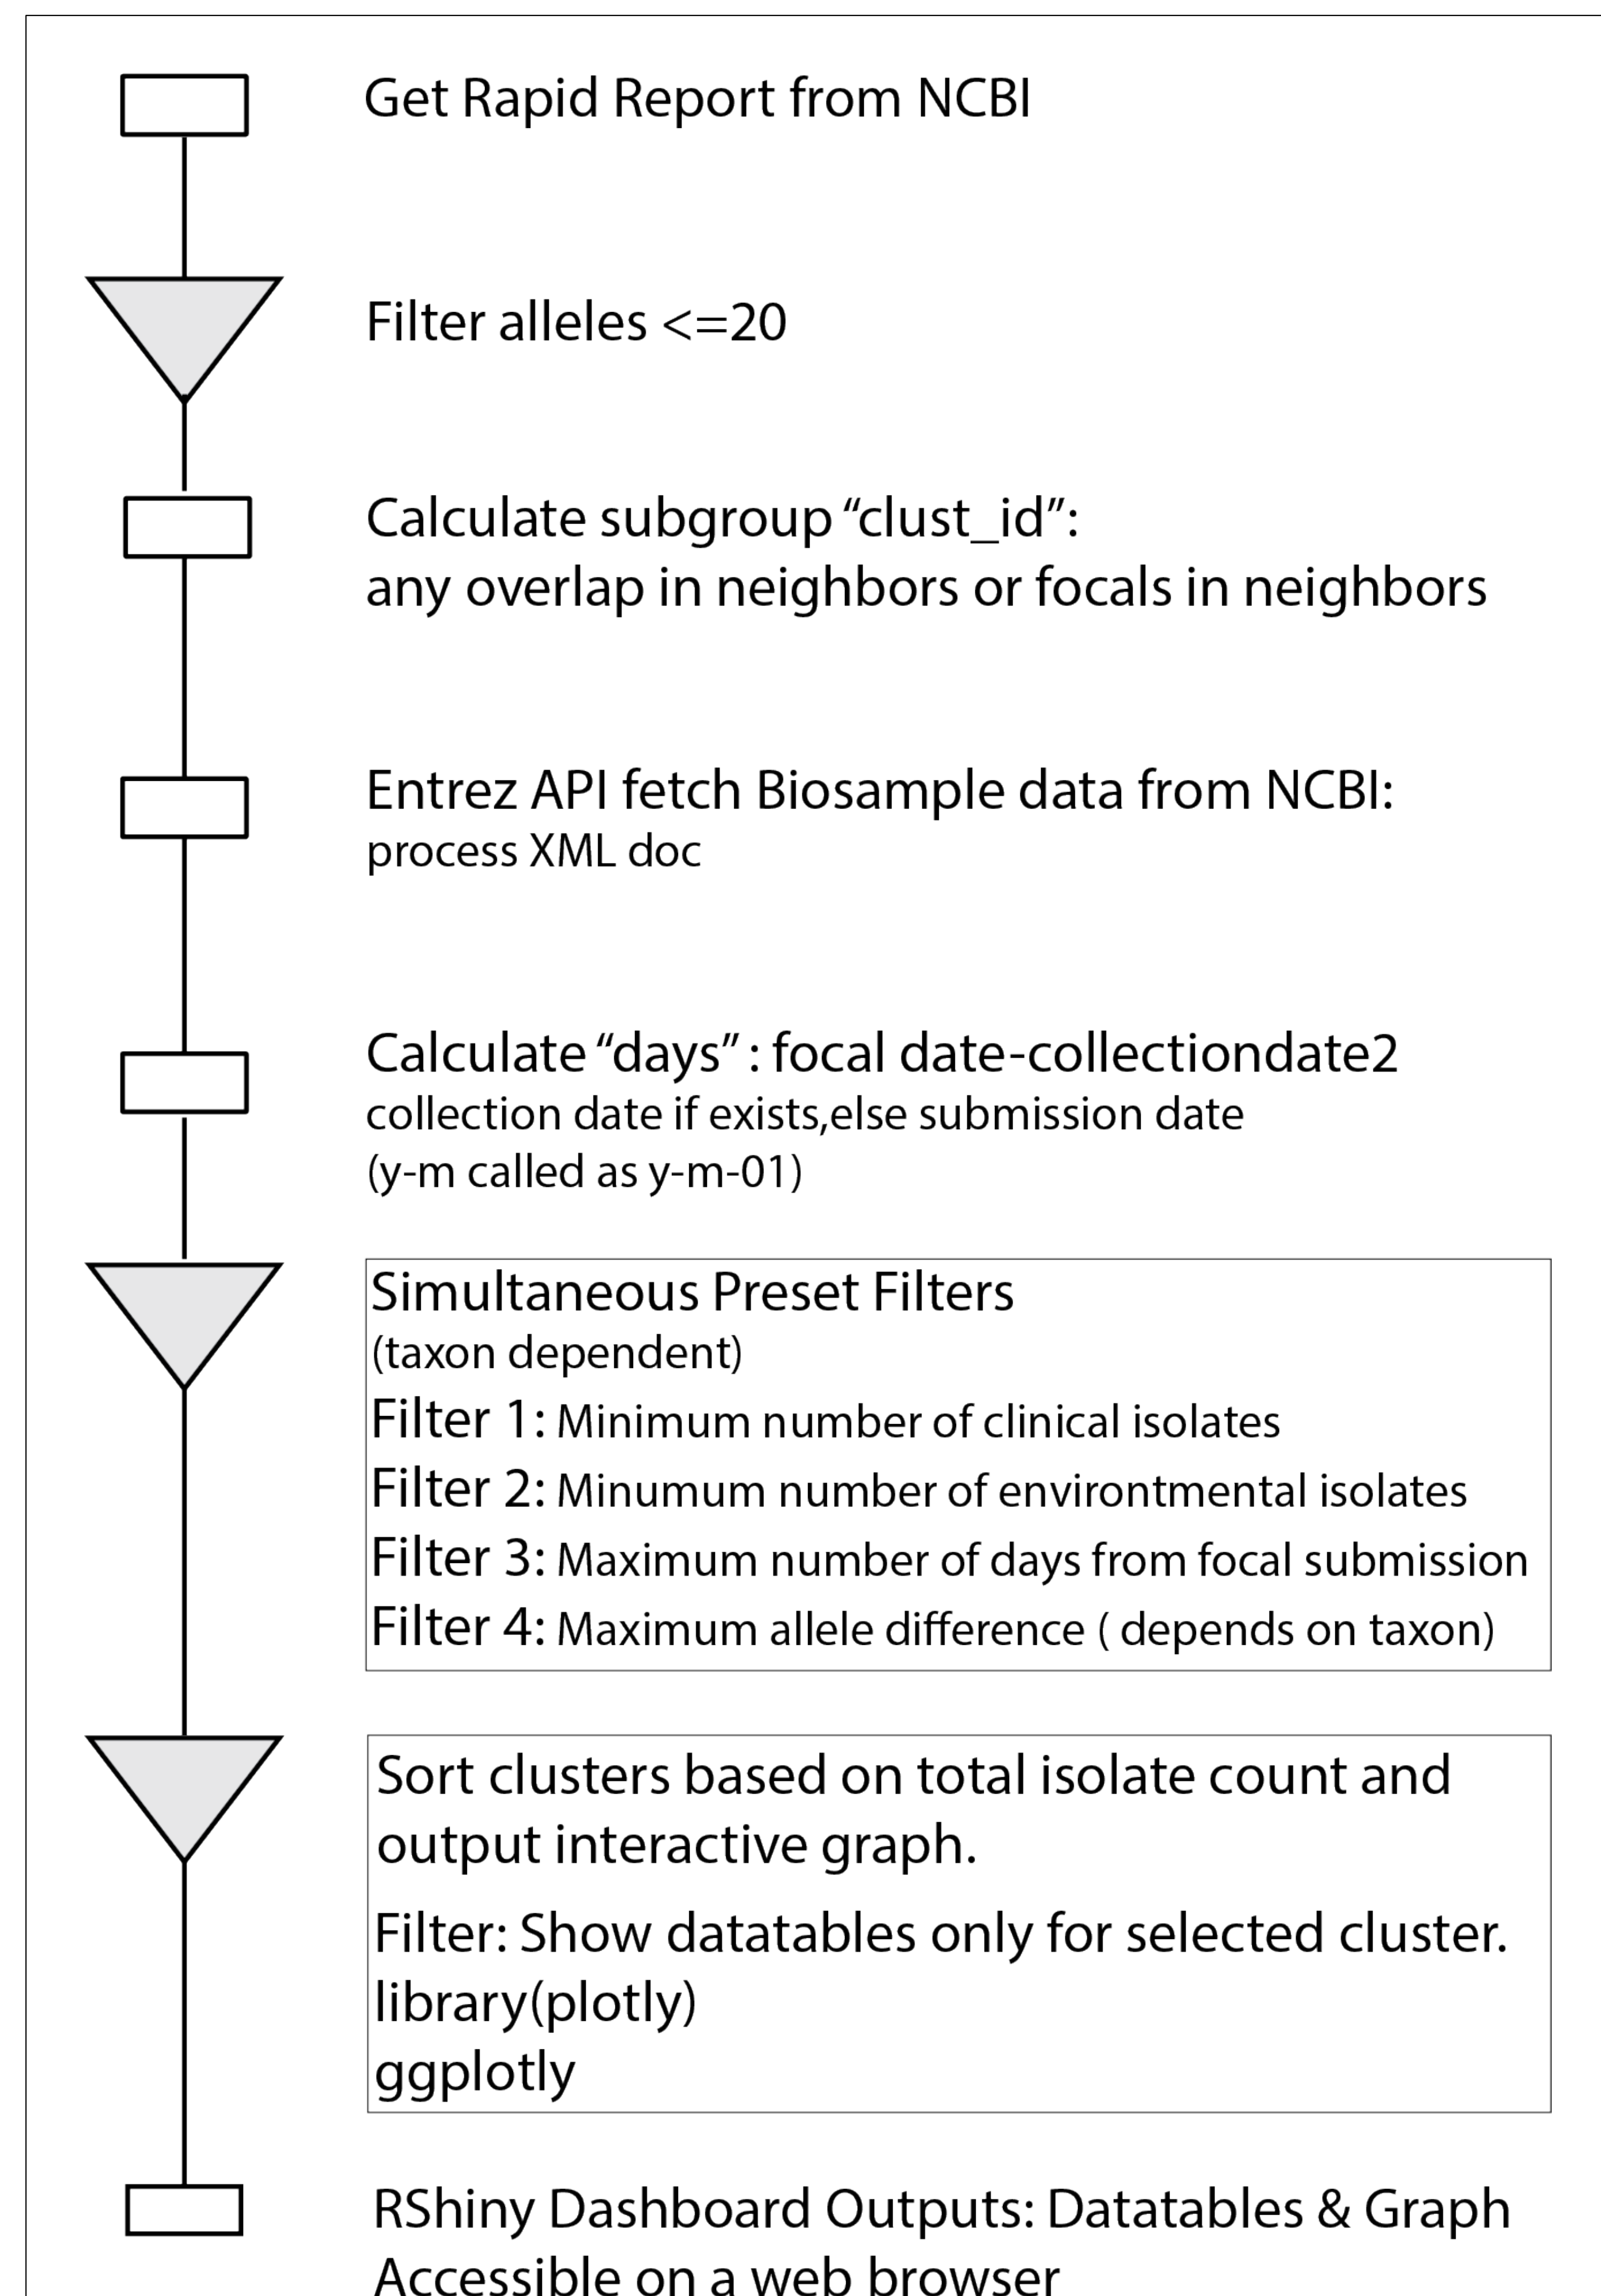 Get Rapid Report from NCBI
Filter alleles <=20
Calculate subgroup “clust_id”:
any overlap in neighbors or focals in neighbors
Entrez API fetch Biosample data from NCBI:
process XML doc
Calculate “days” : focal date-collectiondate2
collection date if exists,else submission date
(y-m called as y-m-01)
Simultaneous Preset Filters
(taxon dependent)
Filter 1: Minimum number of clinical isolates
Filter 2: Minumum number of environtmental isolates
Filter 3: Maximum number of days from focal submission
Filter 4: Maximum allele difference ( depends on taxon)
Sort clusters based on total isolate count and
output interactive graph.
Filter: Show datatables only for selected cluster.
library(plotly)
ggplotly
RShiny Dashboard Outputs: Datatables & Graph
Accessible on a web browser